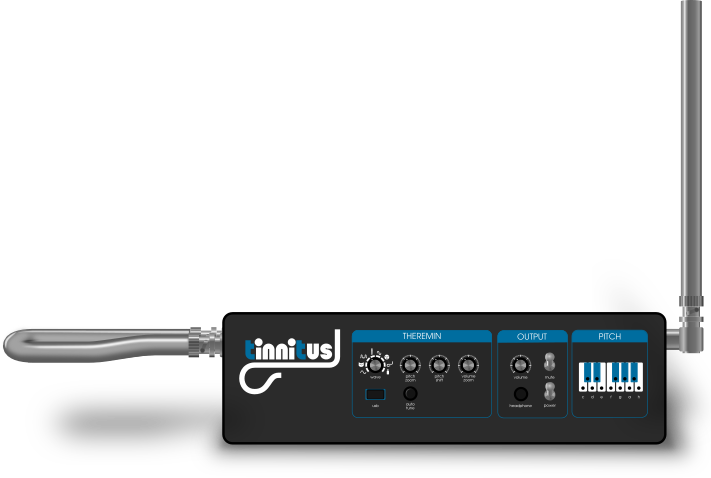 tinnitus
THEREMIN
wave
pitch
zoom
pitch
shift
volume
zoom
usb
auto
tune
OUTPUT
volume
mute
headphone
power
PITCH
c d e f g a h